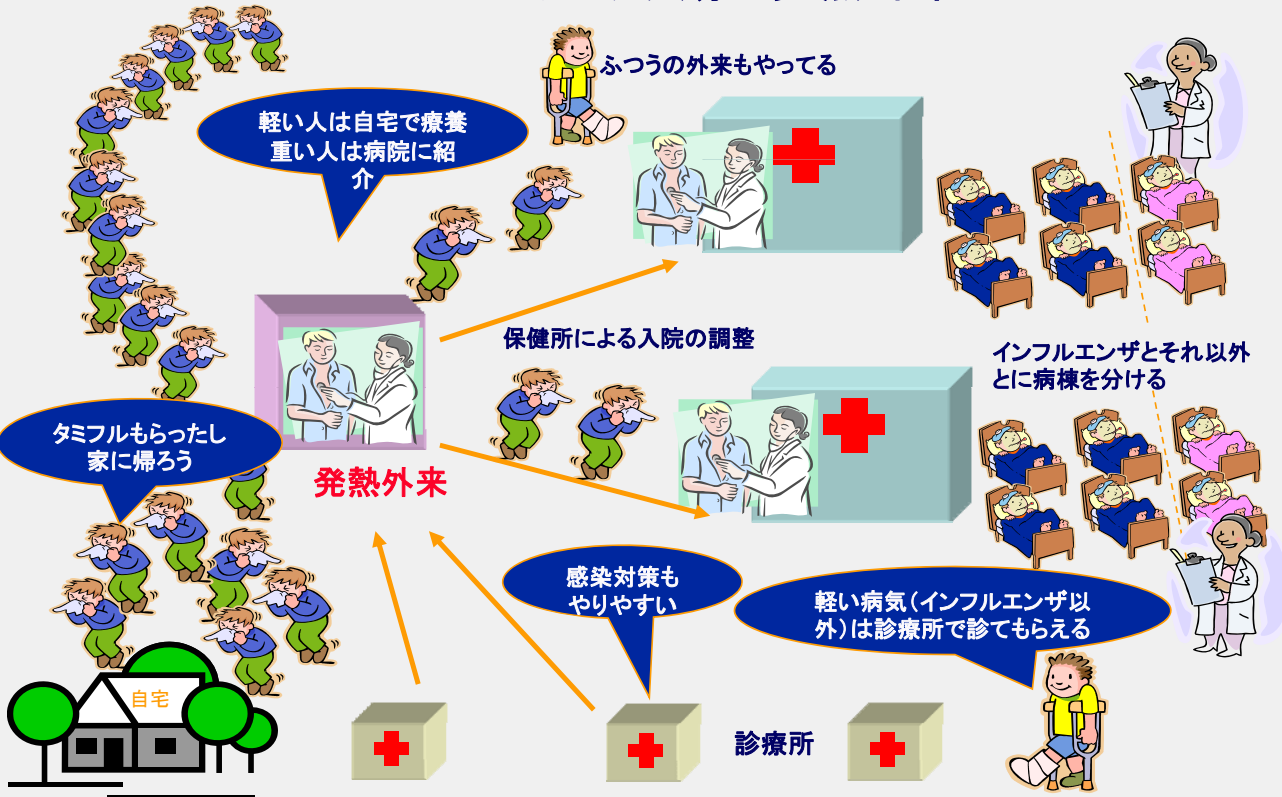 ふつうの外来もやってる
軽い人は自宅で療養
重い人は病院に紹
介
保健所による入院の調整
インフルエンザとそれ以外
とに病棟を分ける
タミフルもらったし
家に帰ろう
発熱外来
感染対策も
やりやすい
軽い病気（インフルエンザ以
外）は診療所で診てもらえる
自宅
診療所